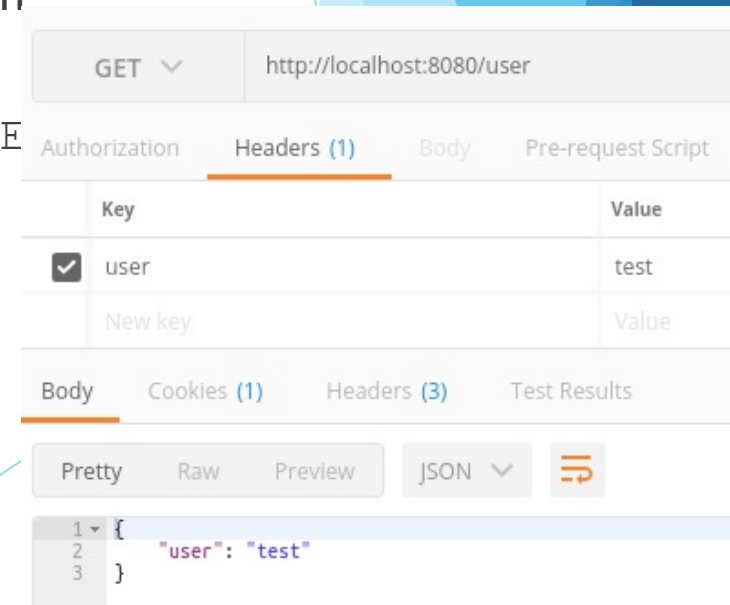 GET http://localhost:8080/user
E
Authorization Headers (1) Body Pre-request Script
Key Value
user test
New key Value
Body Cookies (1) Headers (3) Test Results
Pretty Raw Preview JSON
1 {
2 "user": "test"
3 }